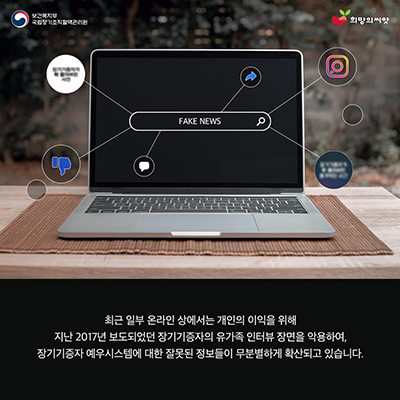 보건복지부
국립장기조직혈액관리원
희망의씨앗
FAKE NEWS
최근 일부 온라인 상에서는 개인의 이익을 위해
지난 2017년 보도되었던 장기기증자의 유가족 인터뷰 장면을 악용하여,
장기기증자 예우시스템에 대한 잘못된 정보들이 무분별하게 확산되고 있습니다.